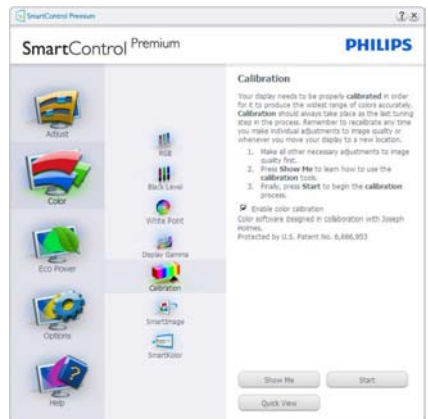 SmartControl Premium
SmartControl Premium
PHILIPS
Adjust
Color
Eco Power
Options
Help
RGB
Black Level
White Point
Display Gamma
Calibration
SmartImage
SmartKolor
Calibration
Your display needs to be properly calibrated in order
for it to produce the widest range of colors accurately.
Calibration should always take place as the last tuning
step in the process. Remember to recalibrate any time
you make individual adjustments to image quality or
whenever you move your display to a new location.
1. Make all other necessary adjustments to image
quality first.
2. Press Show Me to learn how to use the
calibration tools.
3. Finally, press Start to begin the calibration
process.
Enable color calibration
Color software designed in collaboration with Joseph
Holmes.
Protected by U.S. Patent No. 6,686,953
Show Me
Start
Quick View